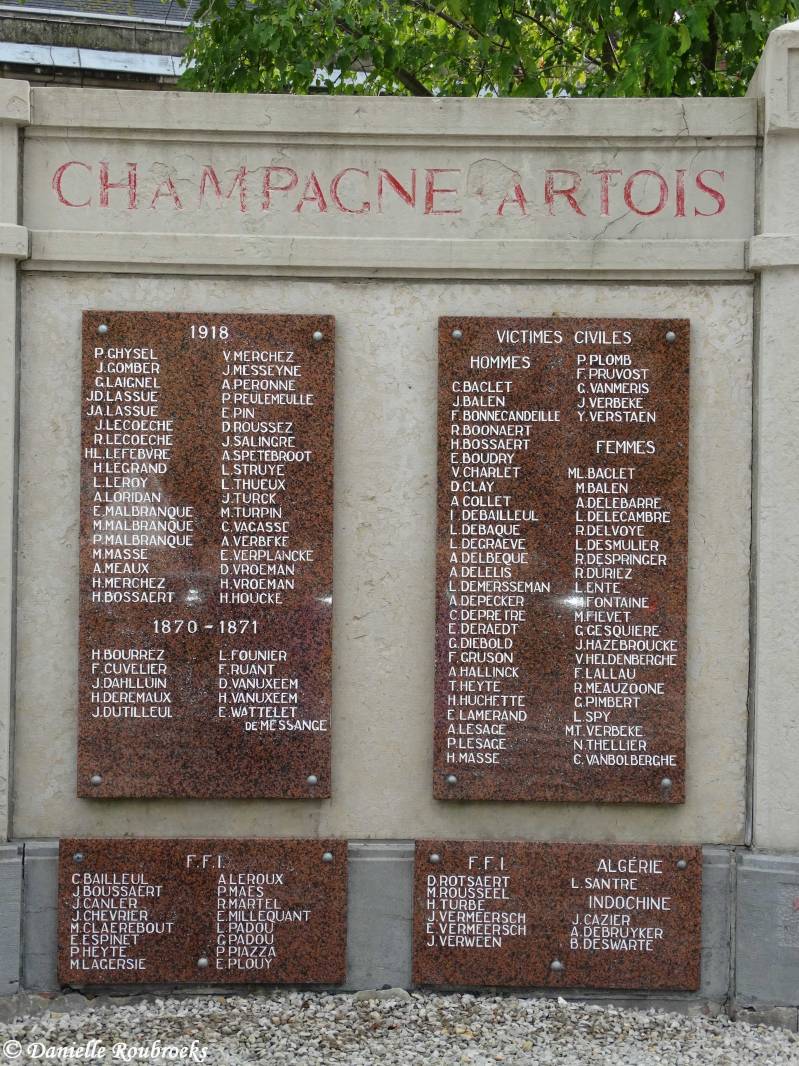 CHAMPAGNE ARTOIS
1918
P.GHYSEL
J.GOMBER
G.LAIGNEL
JD.LASSUE
JA.LASSUE
J.LECOECHE
R.LECOECHE
HL.LEFEBVRE
H.LEGRAND
L.LEROY
A.LORIDAN
E.MALBRANQUE
M.MALBRANQUE
P.MALBRANQUE
M.MASSE
A.MEAUX
H.MERCHEZ
H.BOSSAERT
V.MERCHEZ
J.MESSEYNE
A.PERONNE
P.PEULEMEULLE
E.PIN
D.ROUSSEZ
J.SALINGRE
A.SPETEBROOT
L.STRUYE
L.THUEUX
J.TURCK
M.TURPIN
C.VAGASSE
A.VERBEKE
E.VERPLANCKE
D.VROEMAN
H.VROEMAN
H.HOUCKE
1870-1871
H.BOURREZ
F.CUVELIER
J.DAHLLUIN
H.DEREMAUX
J.DUTILLEUL
L.FOUNIER
F.RUANT
D.VANUXEEM
H.VANUXEEM
E.WATTELET
DE MESSANGE
VICTIMES CIVILES
HOMMES
C.BACLET
J.BALEN
F.BONNECANDEILLE
R.BOONAERT
H.BOSSAERT
E.BOUDRY
V.CHARLET
D.CLAY
A.COLLET
I.DEBAILLEUL
L.DEBAQUE
L.DEGRAEVE
A.DELBEQUE
A.DELELIS
L.DEMERSSEMAN
A.DEPECKER
C.DEPRETRE
E.DERAEDT
G.DIEBOLD
F.GRUSON
A.HALLINCK
T.HEYTE
H.HUCHETTE
E.LAMERAND
A.LESAGE
P.LESAGE
H.MASSE
P.PLOMB
F.PRUVOST
G.VANMERIS
J.VERBEKE
Y.VERSTAEN
FEMMES
ML.BACLET
M.BALEN
A.DELEBARRE
L.DELECAMBRE
R.DELVOYE
L.DESMULIER
R.DESPRINGER
R.DURIEZ
L.ENTE
M.FONTAINE
M.FIEVET
G.GESQUIERE
J.HAZEBROUCKE
V.HELDENBERGHE
F.LALLAU
R.MEAUZOONE
G.PIMBERT
L.SPY
MT.VERBEKE
N.THELLIER
C.VANBOLBERGHE
F.F.I.
C.BAILLEUL
J.BOUSSAERT
J.CANLER
J.CHEVRIER
M.CLAEREBOUT
E.ESPINET
P.HEYTE
M.LAGERSIE
A.LEROUX
P.MAËS
R.MARTEL
E.MILLEQUANT
L.PADOU
G.PADOU
P.PIAZZA
E.PLOUY
F.F.I.
D.ROTSAERT
M.ROUSSEEL
H.TURBE
J.VERMEERSCH
E.VERMEERSCH
J.VERWEEN
ALGÉRIE
L.SANTRE
INDOCHINE
J.CAZIER
A.DEBRUYKER
B.DESWARTE
© Danielle Roubroeks